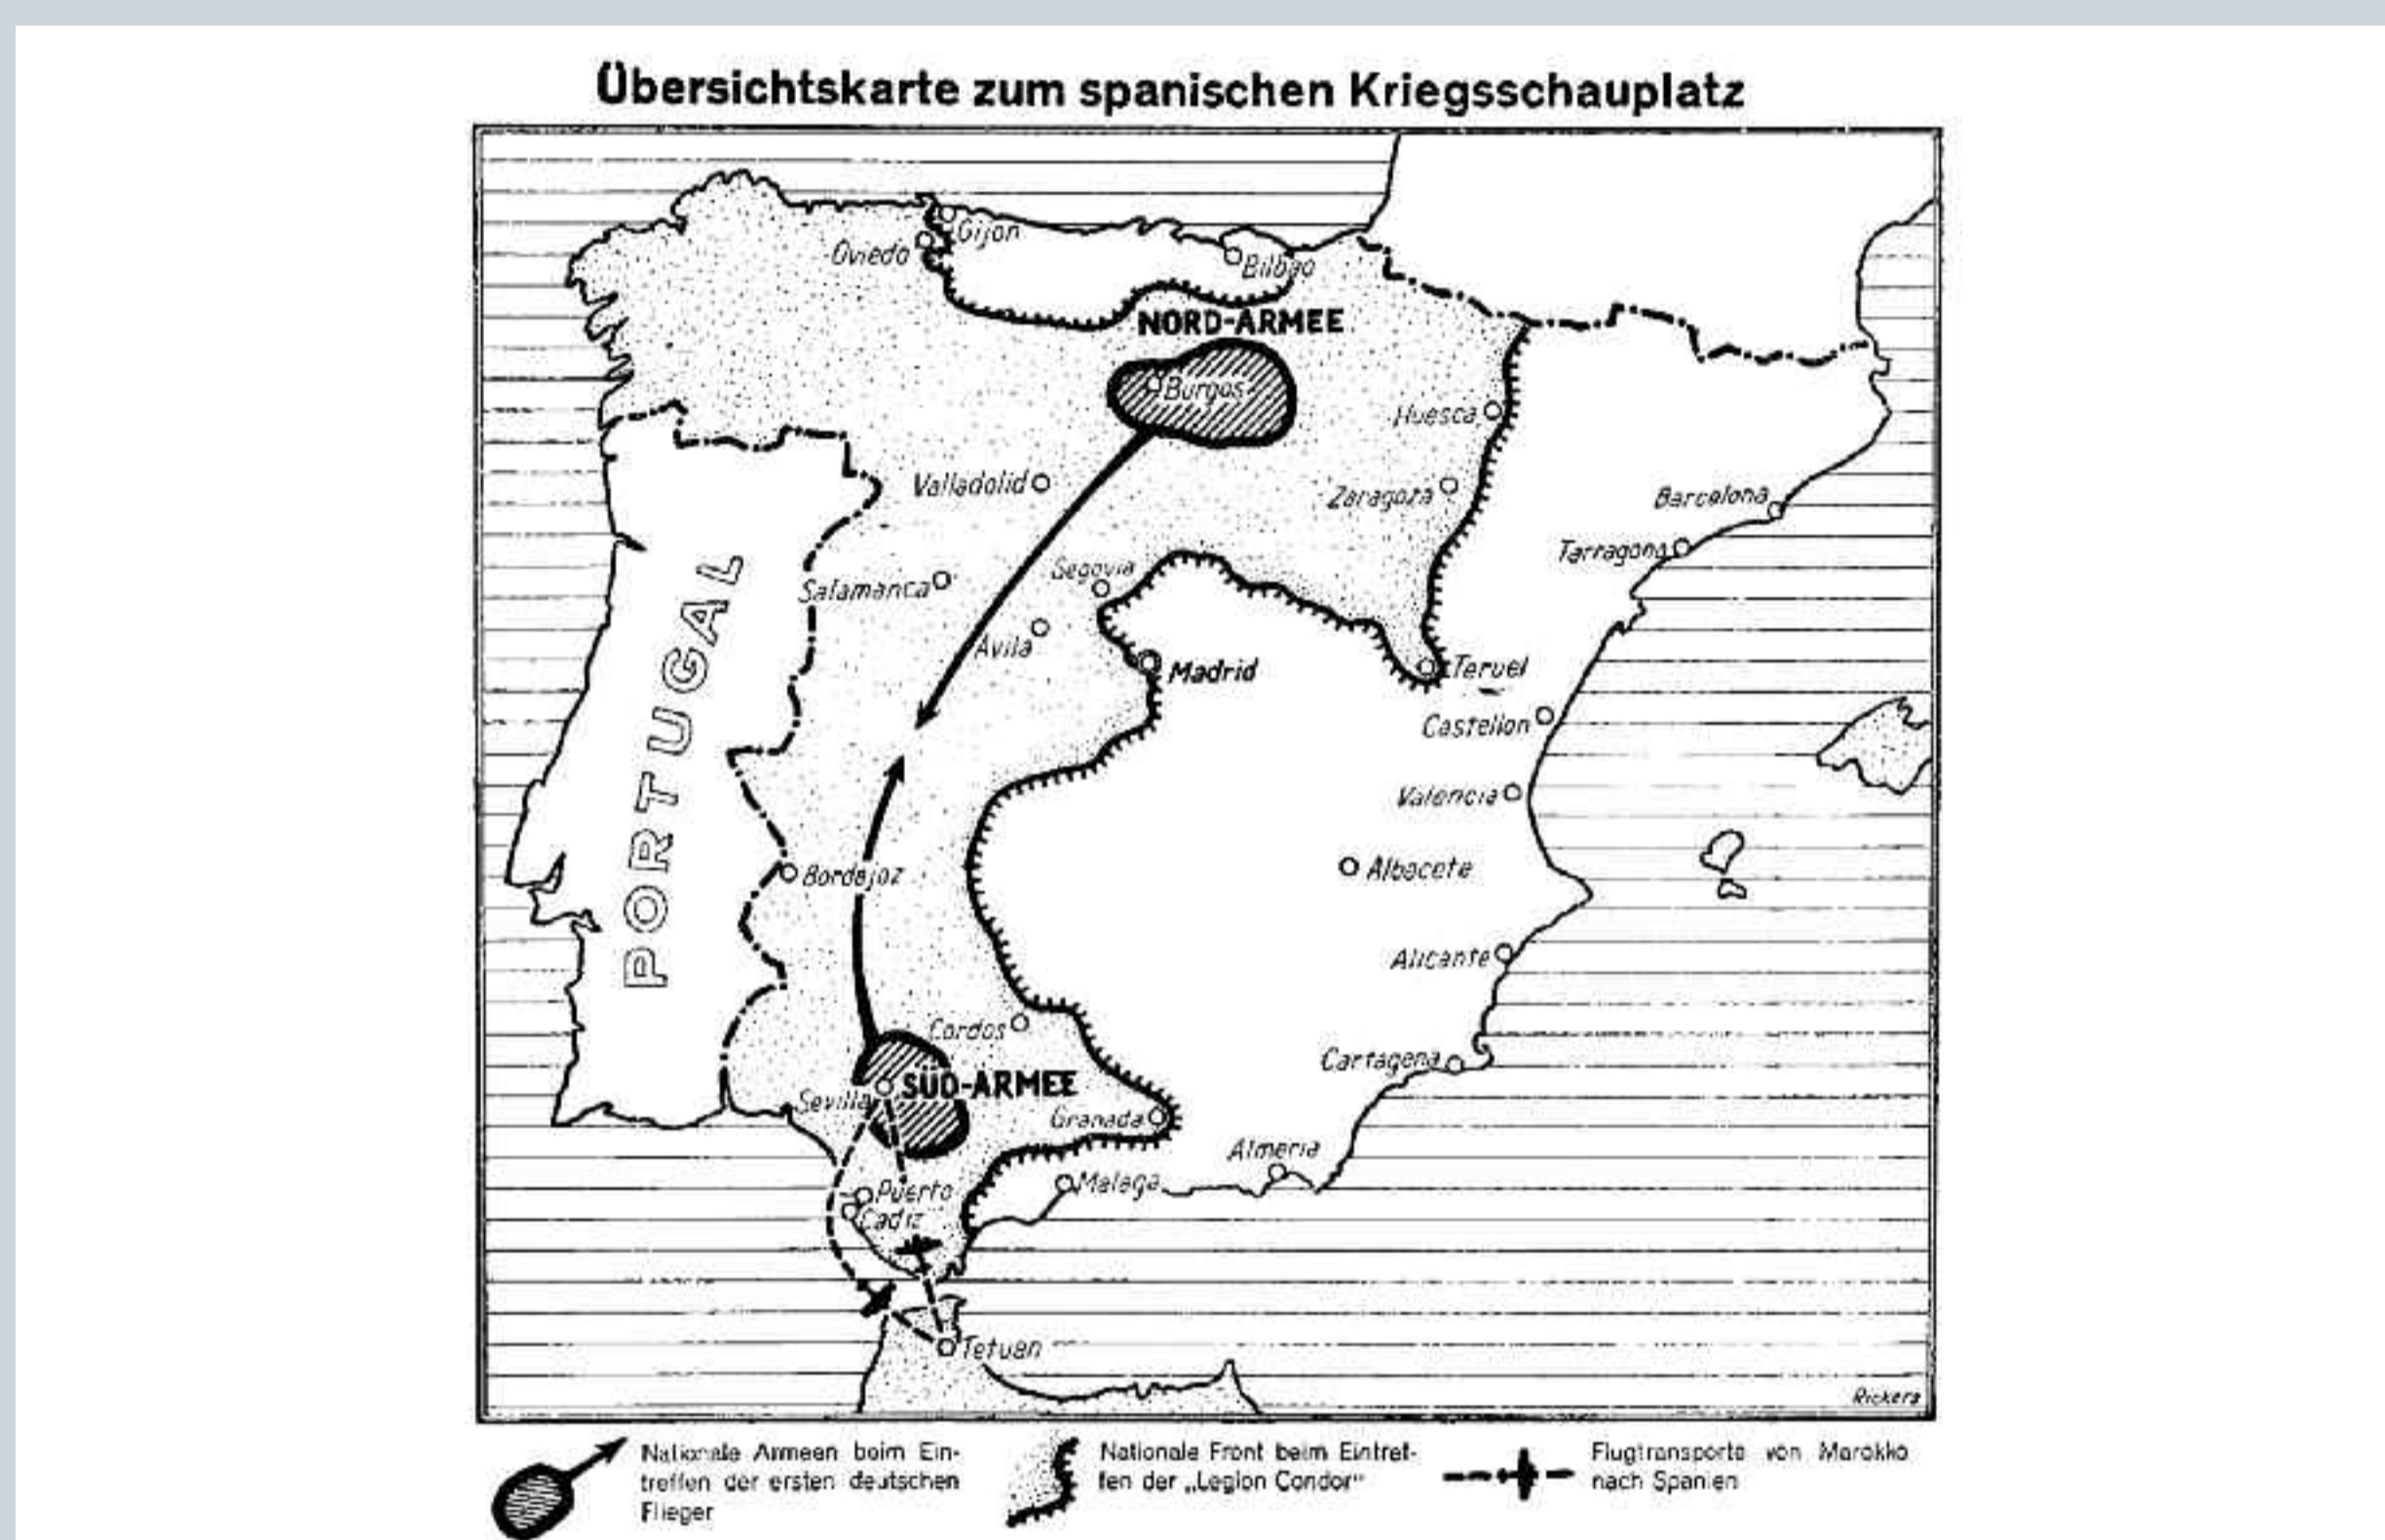 Übersichtskarte zum spanischen Kriegsschauplatz
Gijon
Oviedo
Bilbao
NORD-ARMEE
Burgos
Huesca
Valladolid
Zaragoza
Barcelona
Tarragona
Segovia
Salamanca
Avila
Madrid
Teruel
Castellon
PORTUGAL
Valencia
Albacete
Bordajoz
Alicante
Cordos
Cartagena
SÜD-ARMEE
Sevilla
Granada
Almeria
Malaga
Puerto
Cadiz
Tetuan
Rickers
Nationale Armeen beim Ein-
treffen der ersten deutschen
Flieger
Nationale Front beim Eintref-
fen der „Legion Condor"
Flugtransporte von Marokko
nach Spanien